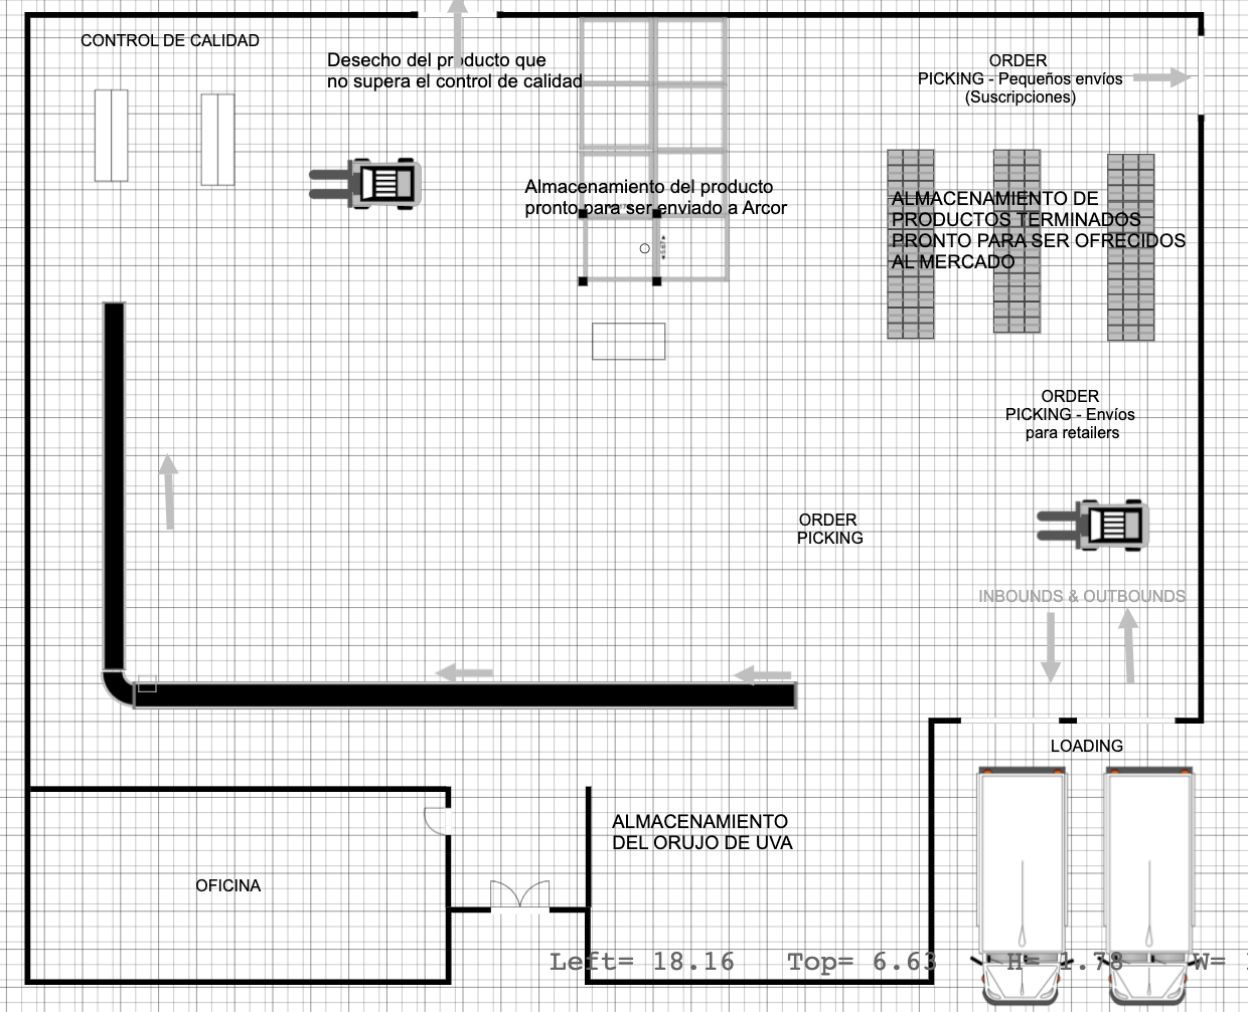 CONTROL DE CALIDAD
Desecho del producto que
no supera el control de calidad
ORDER
PICKING - Pequeños envíos
(Suscripciones)
Almacenamiento del producto
pronto para ser enviado a Arcor
ALMACENAMIENTO DE
PRODUCTOS TERMINADOS
PRONTO PARA SER OFRECIDOS
AL MERCADO
ORDER
PICKING - Envíos
para retailers
ORDER
PICKING
INBOUNDS & OUTBOUNDS
LOADING
ALMACENAMIENTO
DEL ORUJO DE UVA
OFICINA
Left= 18.16 Top= 6.63 H= 1.78 W=